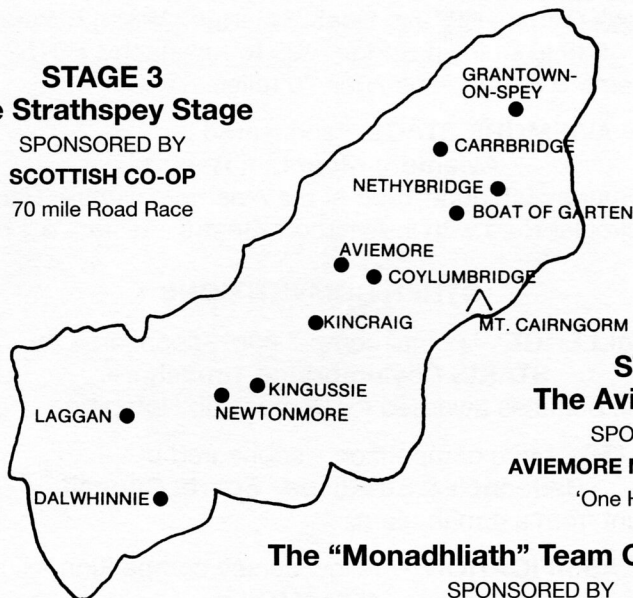 STAGE 3
e Strathspey Stage
SPONSORED BY
SCOTTISH CO-OP
70 mile Road Race
GRANTOWN-
ON-SPEY
CARRBRIDGE
NETHYBRIDGE
BOAT OF GARTEN
AVIEMORE
COYLUMBRIDGE
KINCRAIG
MT. CAIRNGORM
KINGUSSIE
NEWTONMORE
LAGGAN
DALWHINNIE
S
The Avi
SPO
AVIEMORE
'One H
The “Monadhliath” Team
SPONSORED BY